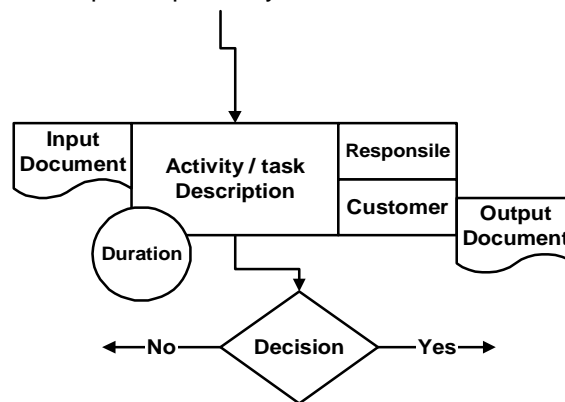 Input
Document
Activity / task
Description
Responsile
Customer
Output
Document
Duration
No
Decision
Yes